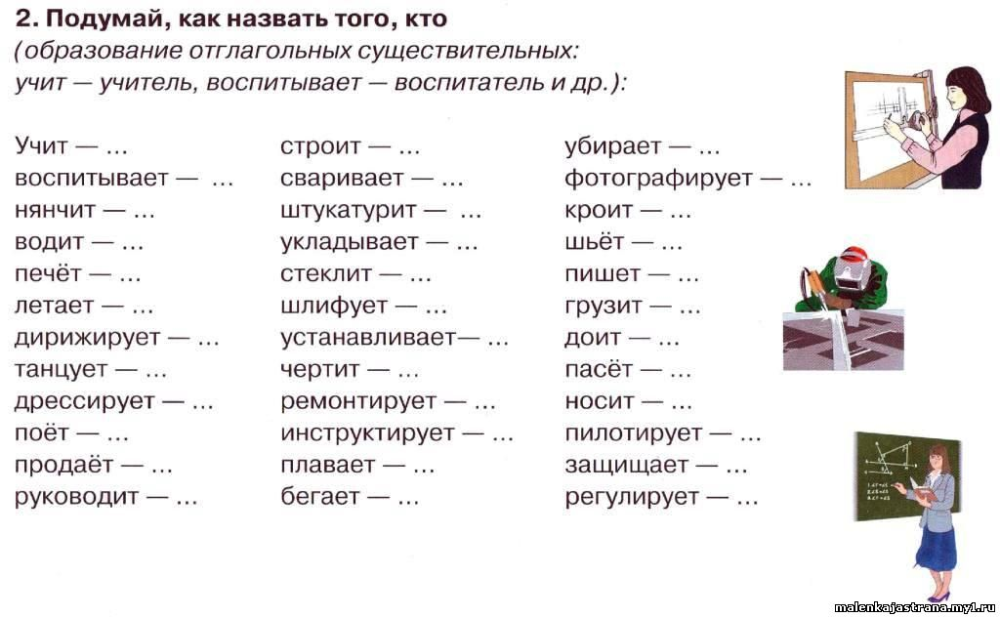 2. Подумай, как назвать того, кто
(образование отглагольных существительных:
учит — учитель, воспитывает — воспитатель и др.):
Учит — ...
воспитывает — ...
нянчит — ...
водит — ...
печёт — ...
летает — ...
дирижирует — ...
танцует — ...
дрессирует — ...
поёт — ...
продаёт — ...
руководит — ...
строит — ...
сваривает — ...
штукатурит — ...
укладывает — ...
стеклит — ...
шлифует — ...
устанавливает— ...
чертит — ...
ремонтирует — ...
инструктирует — ...
плавает — ...
бегает — ...
убирает — ...
фотографирует — ...
кроит — ...
шьёт — ...
пишет — ...
грузит — ...
доит — ...
пасёт — ...
носит — ...
пилотирует — ...
защищает — ...
регулирует — ...
malenkajastrana.my1.ru